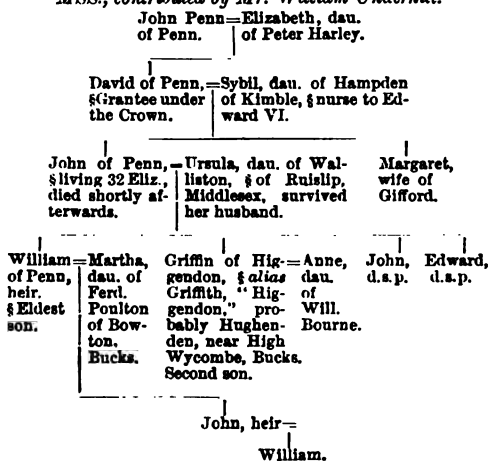 MSS., contributed by Mr. William Underhill.
John Penn=Elizabeth, dau.
of Penn. of Peter Harley.
David of Penn,=Sybil, dau. of Hampden
§Grantee under of Kimble, § nurse to Ed-
the Crown. ward VI.
John of Penn,=Ursula, dau. of Wal-
§living 32 Eliz., liston, § of Ruislip,
died shortly af- Middlesex, survived
terwards. her husband.
Margaret,
wife of
Gifford.
William=Martha,
of Penn, dau. of
heir. Ferd.
§ Eldest Poulton
son. of Bow-
ton,
Bucks.
Griffin of Hig-=Anne,
gendon, § alias dau.
Griffith, "Hig- of
gendon," pro- Will.
bably Hughen- Bourne.
den, near High
Wycombe, Bucks.
Second son.
John,
d.s.p.
Edward,
d.s.p.
John, heir=
William.